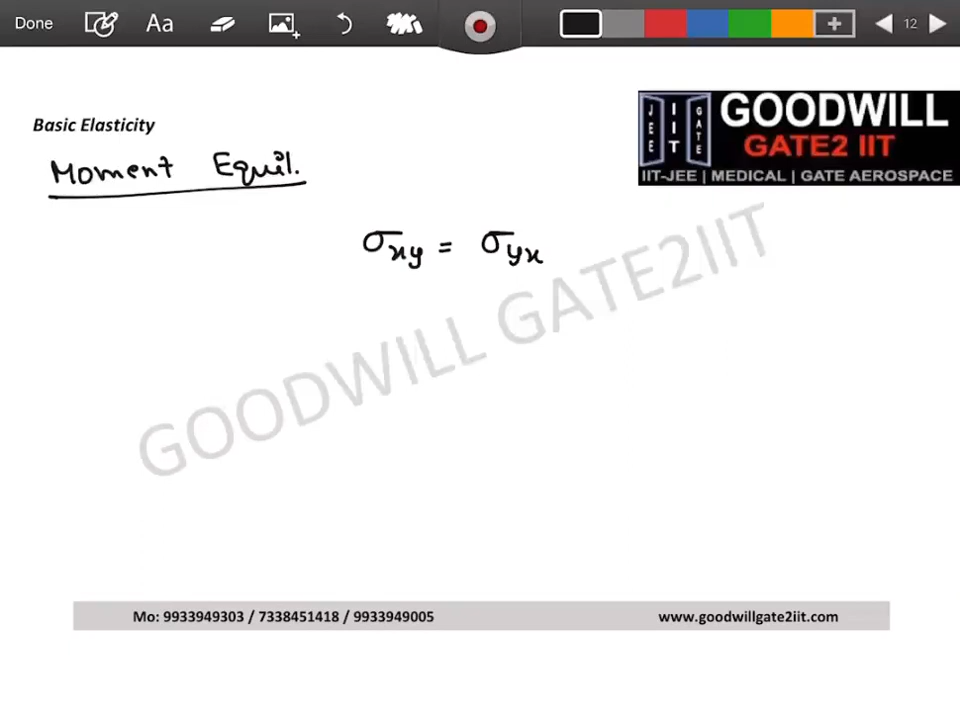 Done Aa 12
Basic Elasticity
Moment Equil.
JEE IIT GATE
GOODWILL
GATE2 IIT
IIT-JEE | MEDICAL | GATE AEROSPACE
σxy = σyx
GOODWILL GATE2IIT
Mo: 9933949303 / 7338451418 / 9933949005 www.goodwillgate2iit.com